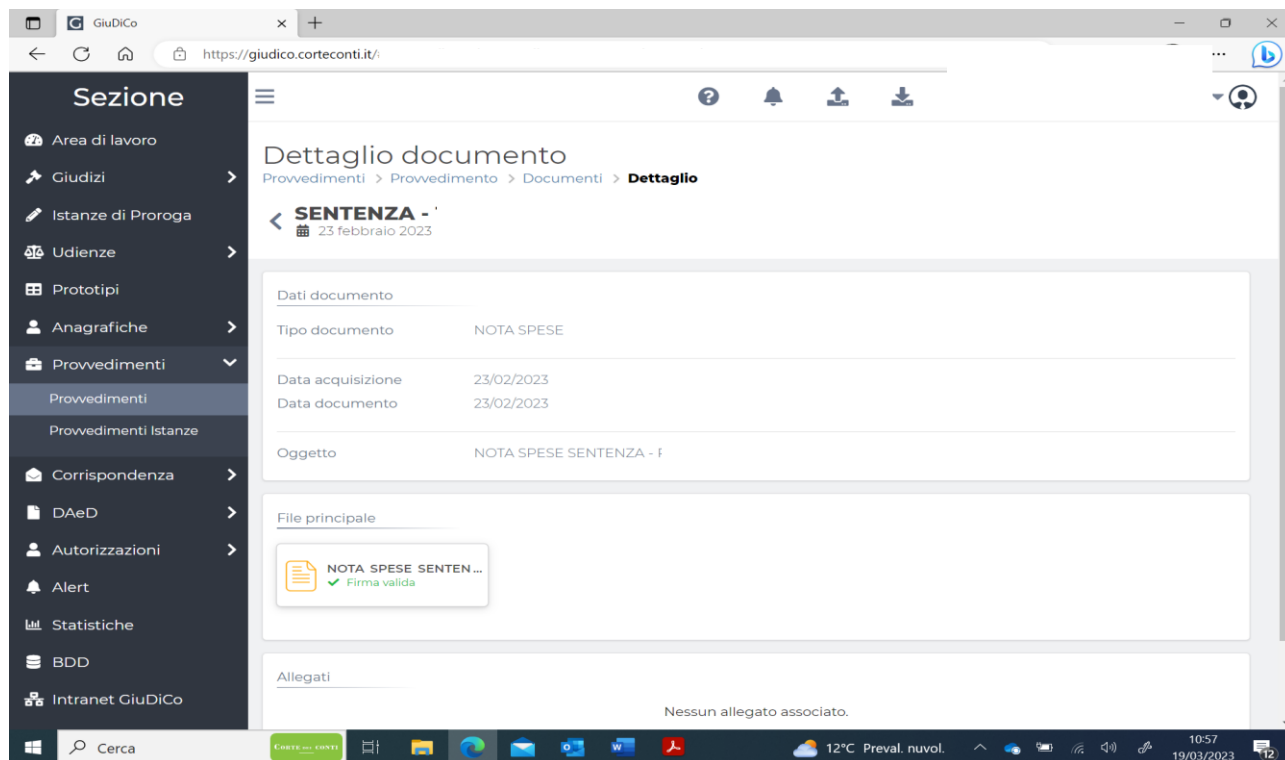 GiuDiCo
https://giudico.corteconti.it/
Sezione
Area di lavoro
Giudizi
Istanze di Proroga
Udienze
Prototipi
Anagrafiche
Provvedimenti
Provvedimenti
Provvedimenti Istanze
Corrispondenza
DAeD
Autorizzazioni
Alert
Statistiche
BDD
Intranet GiuDiCo
Dettaglio documento
Provvedimenti > Provvedimento > Documenti > Dettaglio
SENTENZA -
23 febbraio 2023
Dati documento
Tipo documento NOTA SPESE
Data acquisizione 23/02/2023
Data documento 23/02/2023
Oggetto NOTA SPESE SENTENZA -
File principale
NOTA SPESE SENTEN...
Firma valida
Allegati
Nessun allegato associato.
Cerca
CORTE DEI CONTI
12°C Preval. nuvol.
10:57
19/03/2023
12